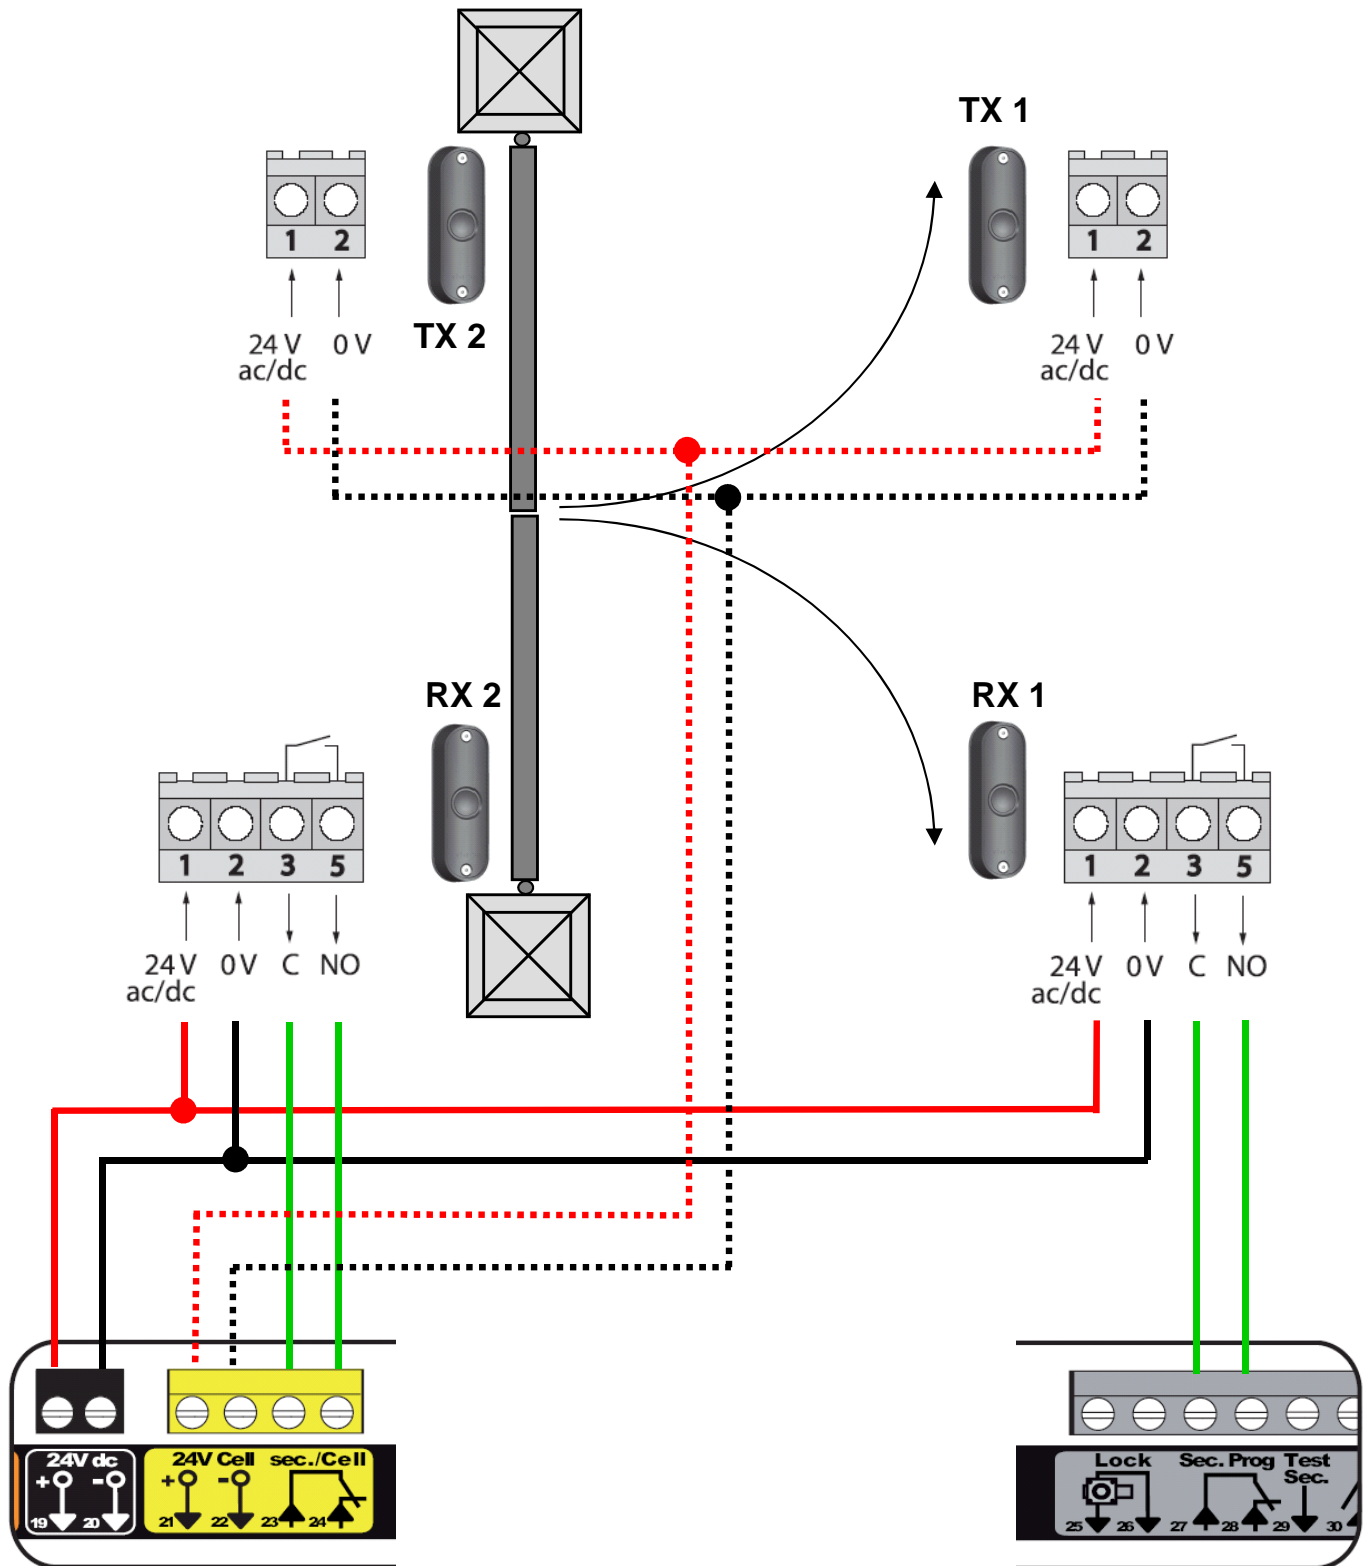 TX 1
1 2
1 2
TX 2
24 V 0 V
ac/dc
24 V 0 V
ac/dc
RX 2
RX 1
1 2 3 5
1 2 3 5
24 V 0 V C NO
ac/dc
24 V 0 V C NO
ac/dc
24V dc
+ -
19 20
24V Cell sec./Cell
+ -
21 22 23 24
Lock Sec. Prog Test
Sec.
25 26 27 28 29 30